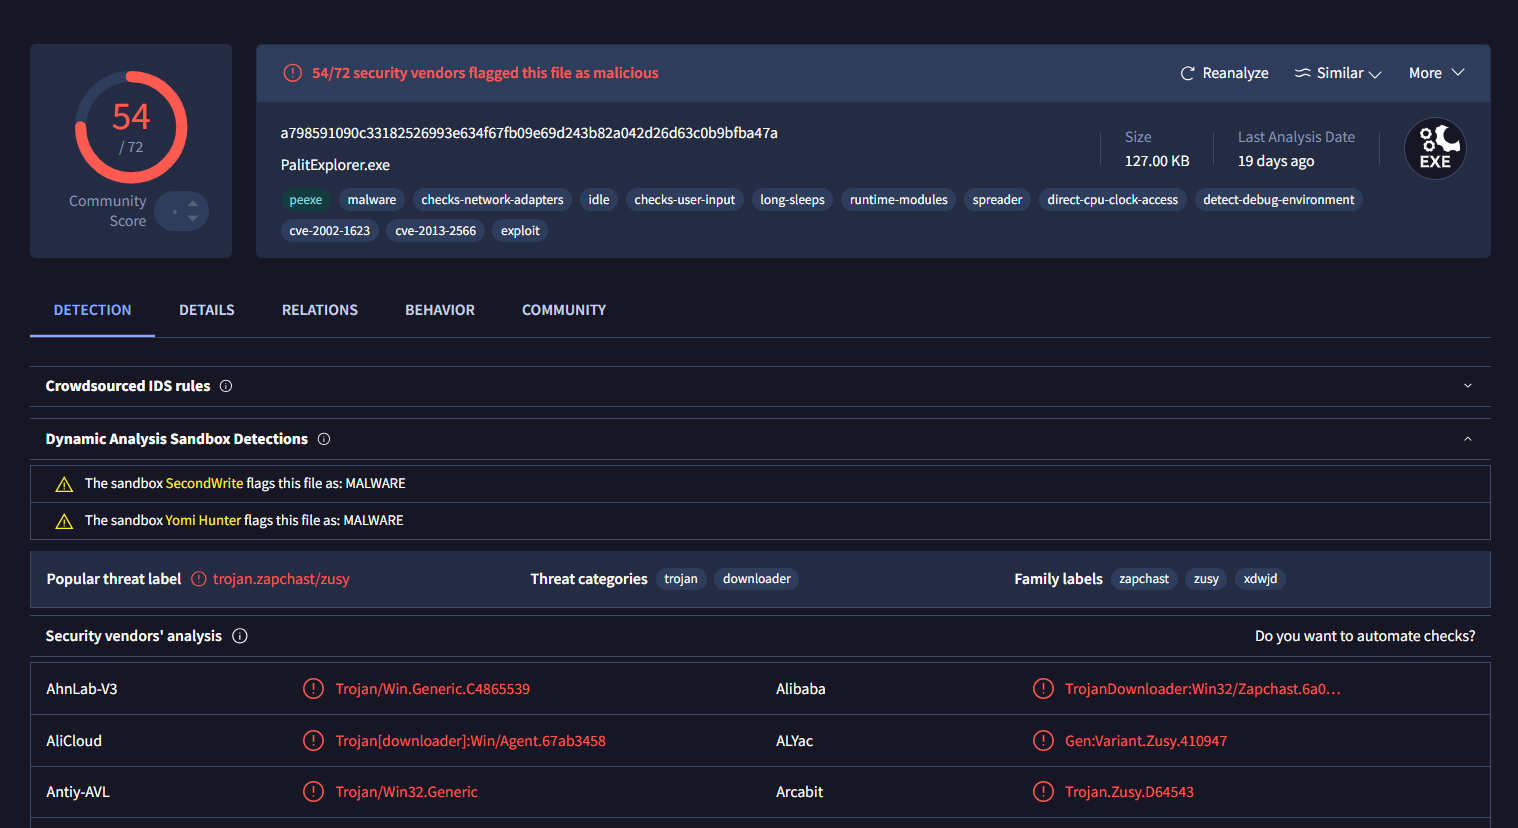 54
/ 72
Community
Score
54/72 security vendors flagged this file as malicious
Reanalyze
Similar
More
a798591090c33182526993e634f67fb09e69d243b82a042d26d63c0b9bfba47a
PalitExplorer.exe
Size
127.00 KB
Last Analysis Date
19 days ago
EXE
peexe malware checks-network-adapters idle checks-user-input long-sleeps runtime-modules spreader direct-cpu-clock-access detect-debug-environment
cve-2002-1623 cve-2013-2566 exploit
DETECTION DETAILS RELATIONS BEHAVIOR COMMUNITY
Crowdsourced IDS rules
Dynamic Analysis Sandbox Detections
The sandbox SecondWrite flags this file as: MALWARE
The sandbox Yomi Hunter flags this file as: MALWARE
Popular threat label trojan.zapchast/zusy Threat categories trojan downloader Family labels zapchast zusy xdwjd
Security vendors' analysis Do you want to automate checks?
AhnLab-V3 Trojan/Win.Generic.C4865539 Alibaba TrojanDownloader:Win32/Zapchast.6a0…
AliCloud Trojan[downloader]:Win/Agent.67ab3458 ALYac Gen:Variant.Zusy.410947
Antiy-AVL Trojan/Win32.Generic Arcabit Trojan.Zusy.D64543